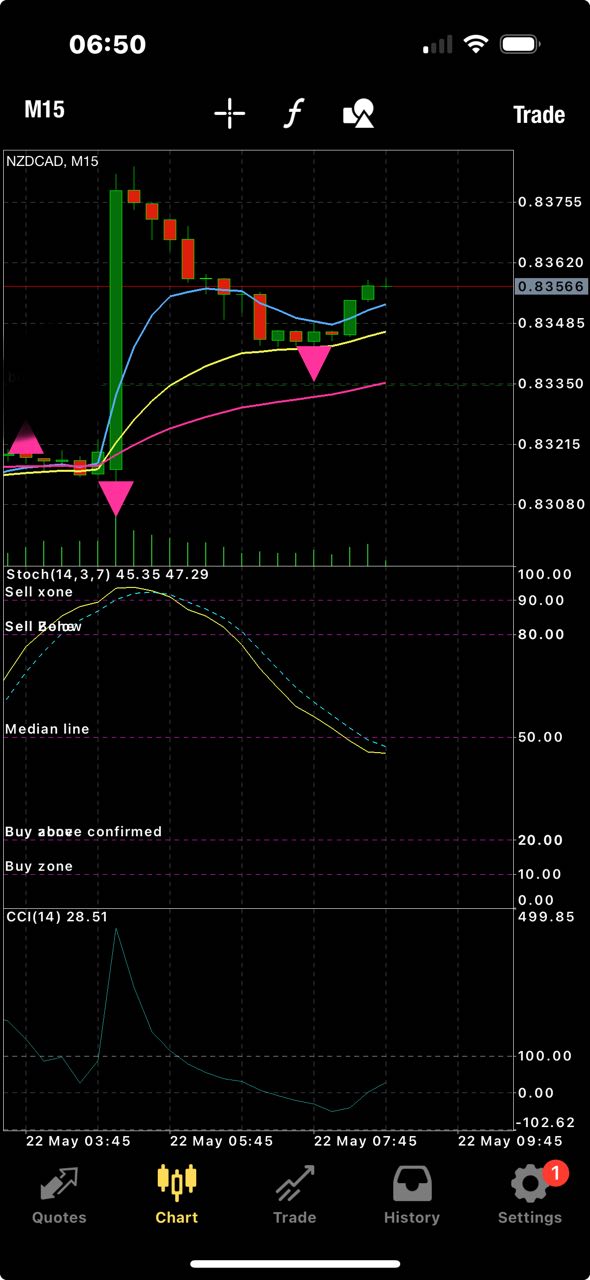 06:50
M15
f
Trade
NZDCAD, M15
0.83755
0.83620
0.83566
0.83485
0.83350
0.83215
0.83080
Stoch(14,3,7) 45.35 47.29
100.00
Sell xone
90.00
Sell Below
80.00
Median line
50.00
Buy above confirmed
20.00
Buy zone
10.00
0.00
CCI(14) 28.51
499.85
100.00
0.00
-102.62
22 May 03:45 22 May 05:45 22 May 07:45 22 May 09:45
1
Quotes Chart Trade History Settings